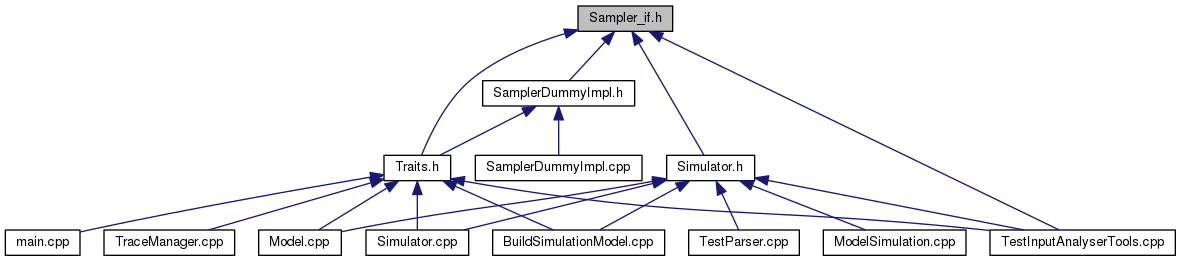 Sampler_if.h
SamplerDummyImpl.h
Traits.h
SamplerDummyImpl.cpp
Simulator.h
main.cpp
TraceManager.cpp
Model.cpp
Simulator.cpp
BuildSimulationModel.cpp
TestParser.cpp
ModelSimulation.cpp
TestInputAnalyserTools.cpp